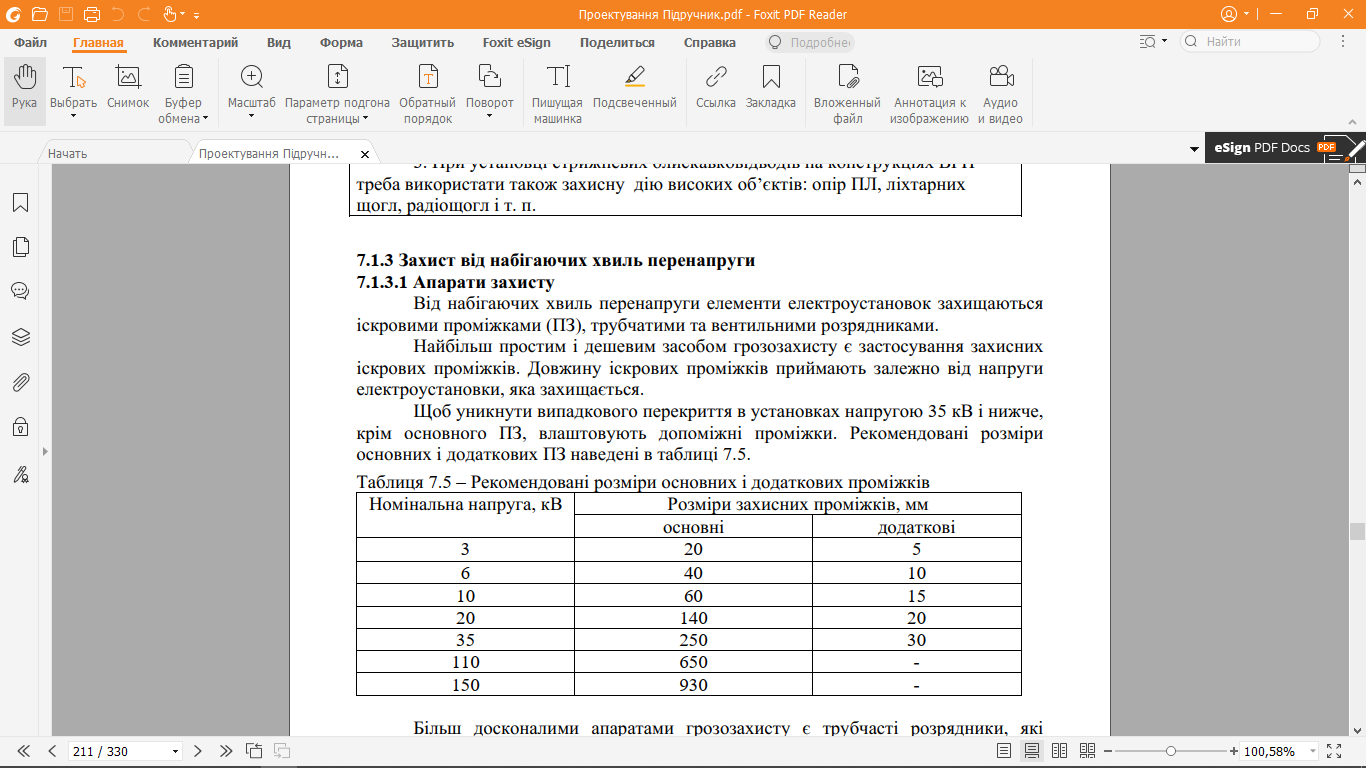 Проектування Підручник.pdf - Foxit PDF Reader
Файл Главная Комментарий Вид Форма Защитить Foxit eSign Поделиться Справка Подробнес Найти
Рука Выбрать Снимок Буфер обмена Масштаб Параметр подгона страницы Обратный порядок Поворот Пишущая машинка Подсвеченный Ссылка Закладка Вложенный файл Аннотация к изображению Аудио и видео
Начать Проектування Підручн... eSign PDF Docs PDF
треба використати також захисну дію високих об’єктів: опір ПЛ, ліхтарних
щогл, радіощогл і т. п.
7.1.3 Захист від набігаючих хвиль перенапруги
7.1.3.1 Апарати захисту
Від набігаючих хвиль перенапруги елементи електроустановок захищаються
іскровими проміжками (ПЗ), трубчатими та вентильними розрядниками.
Найбільш простим і дешевим засобом грозозахисту є застосування захисних
іскрових проміжків. Довжину іскрових проміжків приймають залежно від напруги
електроустановки, яка захищається.
Щоб уникнути випадкового перекриття в установках напругою 35 кВ і нижче,
крім основного ПЗ, влаштовують допоміжні проміжки. Рекомендовані розміри
основних і додаткових ПЗ наведені в таблиці 7.5.
Таблиця 7.5 – Рекомендовані розміри основних і додаткових проміжків
Номінальна напруга, кВ Розміри захисних проміжків, мм
основні додаткові
3 20 5
6 40 10
10 60 15
20 140 20
35 250 30
110 650 -
150 930 -
Більш досконалими апаратами грозозахисту є трубчасті розрядники, які
211 / 330 100,58%